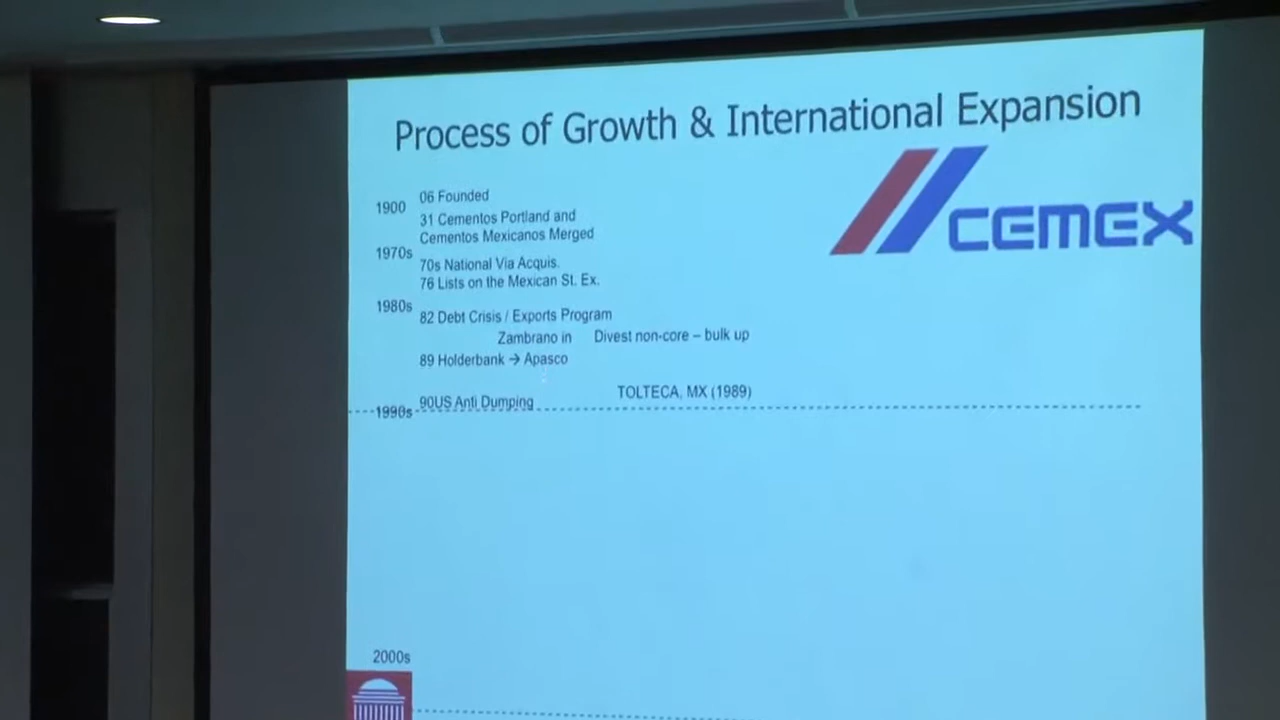 Process of Growth & International Expansion
CEMEX
1900
06 Founded
31 Cementos Portland and
Cementos Mexicanos Merged
1970s
70s National Via Acquis.
76 Lists on the Mexican St. Ex.
1980s
82 Debt Crisis / Exports Program
Zambrano in Divest non-core – bulk up
89 Holderbank → Apasco
TOLTECA, MX (1989)
1990s
90US Anti Dumping
2000s